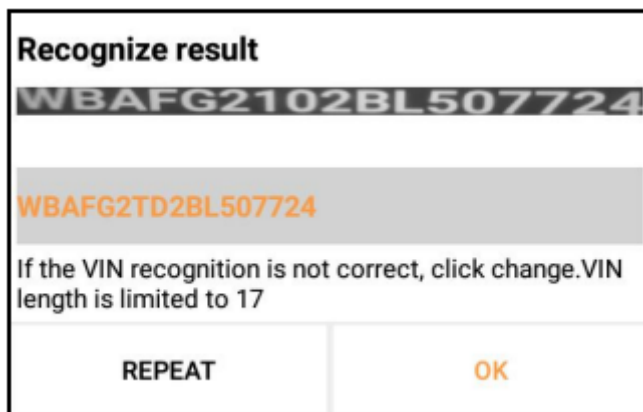 Recognize result
WBAFG2102BL507724
WBAFG2TD2BL507724
If the VIN recognition is not correct, click change.VIN
length is limited to 17
REPEAT
OK